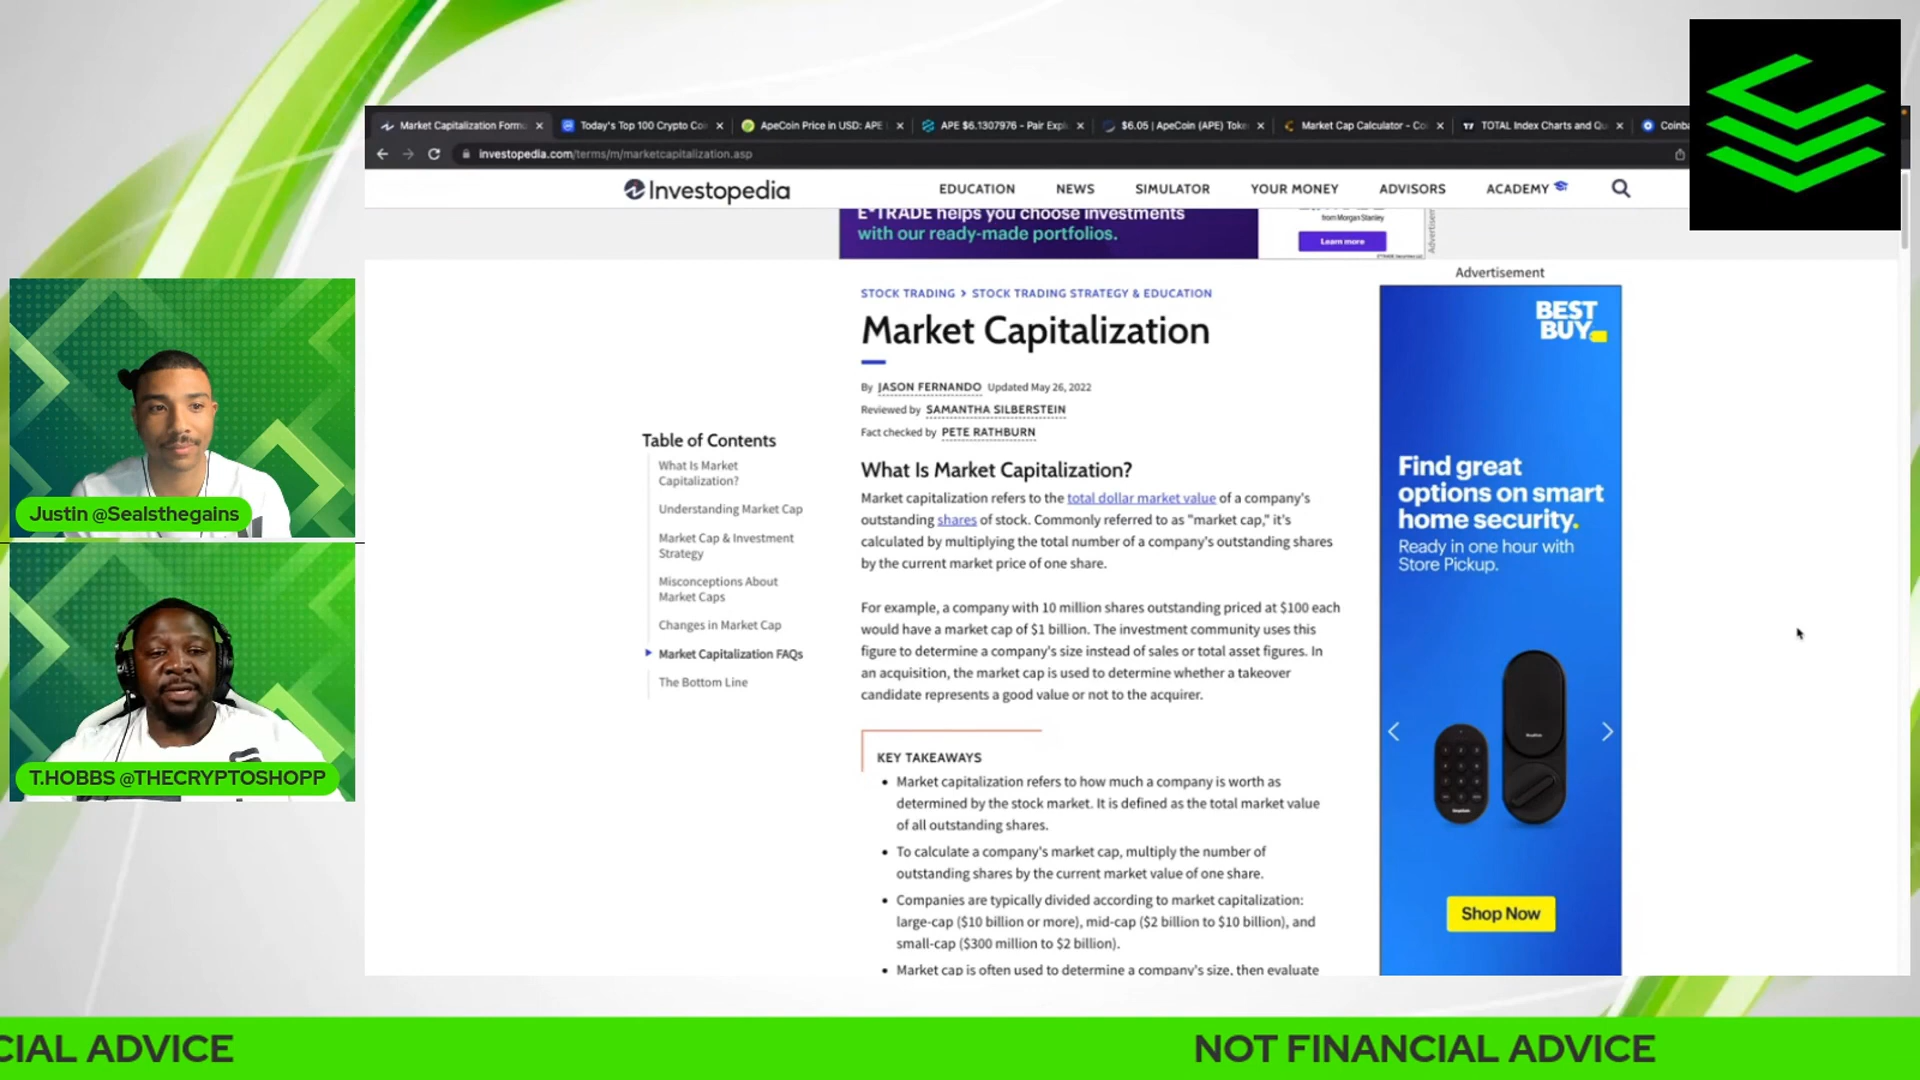 Market Capitalization Form
Today's Top 100 Crypto Co
ApeCoin Price in USD: APE
APE $6.1307976 - Pair Expl
$6.05 | ApeCoin (APE) Toke
Market Cap Calculator - Co
TOTAL Index Charts and Qu
Coinba
investopedia.com/terms/m/marketcapitalization.asp
Investopedia
EDUCATION
NEWS
SIMULATOR
YOUR MONEY
ADVISORS
ACADEMY
E*TRADE helps you choose investments
with our ready-made portfolios.
from Morgan Stanley
Learn more
Advertisement
STOCK TRADING > STOCK TRADING STRATEGY & EDUCATION
Market Capitalization
By JASON FERNANDO Updated May 26, 2022
Reviewed by SAMANTHA SILBERSTEIN
Fact checked by PETE RATHBURN
Table of Contents
What Is Market
Capitalization?
Understanding Market Cap
Market Cap & Investment
Strategy
Misconceptions About
Market Caps
Changes in Market Cap
Market Capitalization FAQs
The Bottom Line
What Is Market Capitalization?
Market capitalization refers to the total dollar market value of a company's
outstanding shares of stock. Commonly referred to as "market cap," it's
calculated by multiplying the total number of a company's outstanding shares
by the current market price of one share.
For example, a company with 10 million shares outstanding priced at $100 each
would have a market cap of $1 billion. The investment community uses this
figure to determine a company's size instead of sales or total asset figures. In
an acquisition, the market cap is used to determine whether a takeover
candidate represents a good value or not to the acquirer.
KEY TAKEAWAYS
• Market capitalization refers to how much a company is worth as
determined by the stock market. It is defined as the total market value
of all outstanding shares.
• To calculate a company's market cap, multiply the number of
outstanding shares by the current market value of one share.
• Companies are typically divided according to market capitalization:
large-cap ($10 billion or more), mid-cap ($2 billion to $10 billion), and
small-cap ($300 million to $2 billion).
• Market cap is often used to determine a company's size, then evaluate
BEST
BUY
Find great
options on smart
home security.
Ready in one hour with
Store Pickup.
Shop Now
Justin @Sealsthegains
T.HOBBS @THECRYPTOSHOPP
CIAL ADVICE
NOT FINANCIAL ADVICE